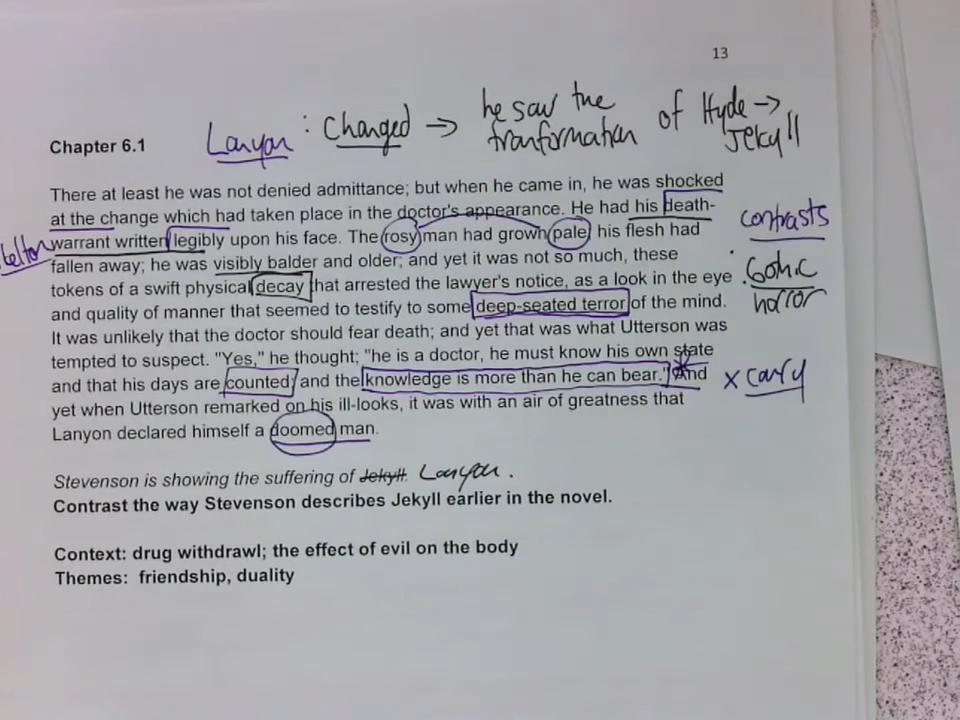 13
he saw the
Lanyon : Changed → tranformation of Hyde →
Jekyll
Chapter 6.1
There at least he was not denied admittance; but when he came in, he was shocked
at the change which had taken place in the doctor's appearance. He had his death-
contrasts
warrant written legibly upon his face. The rosy man had grown pale his flesh had
fallen away; he was visibly balder and older; and yet it was not so much, these
Gothic
tokens of a swift physical decay that arrested the lawyer's notice, as a look in the eye
horror
and quality of manner that seemed to testify to some deep-seated terror of the mind.
It was unlikely that the doctor should fear death; and yet that was what Utterson was
tempted to suspect. "Yes," he thought; "he is a doctor, he must know his own state
and that his days are counted and the knowledge is more than he can bear." And
x carry
yet when Utterson remarked on his ill-looks, it was with an air of greatness that
Lanyon declared himself a doomed man.
Stevenson is showing the suffering of Jekyll. Lanyon.
Contrast the way Stevenson describes Jekyll earlier in the novel.
Context: drug withdrawl; the effect of evil on the body
Themes: friendship, duality